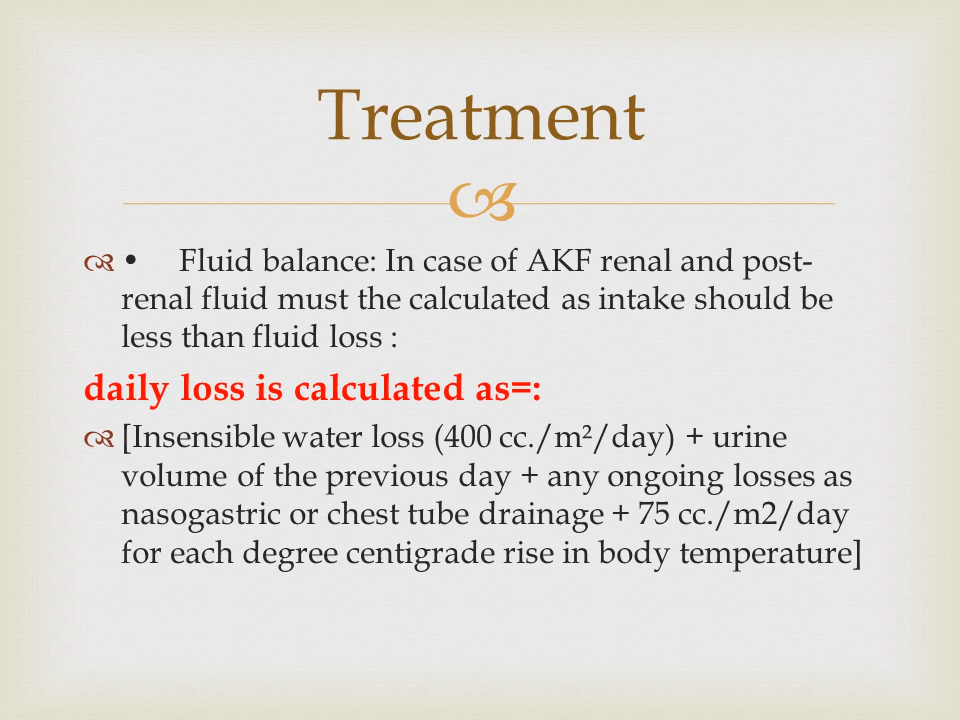 Treatment
• Fluid balance: In case of AKF renal and post-
renal fluid must the calculated as intake should be
less than fluid loss :
daily loss is calculated as=:
[Insensible water loss (400 cc./m²/day) + urine
volume of the previous day + any ongoing losses as
nasogastric or chest tube drainage + 75 cc./m2/day
for each degree centigrade rise in body temperature]